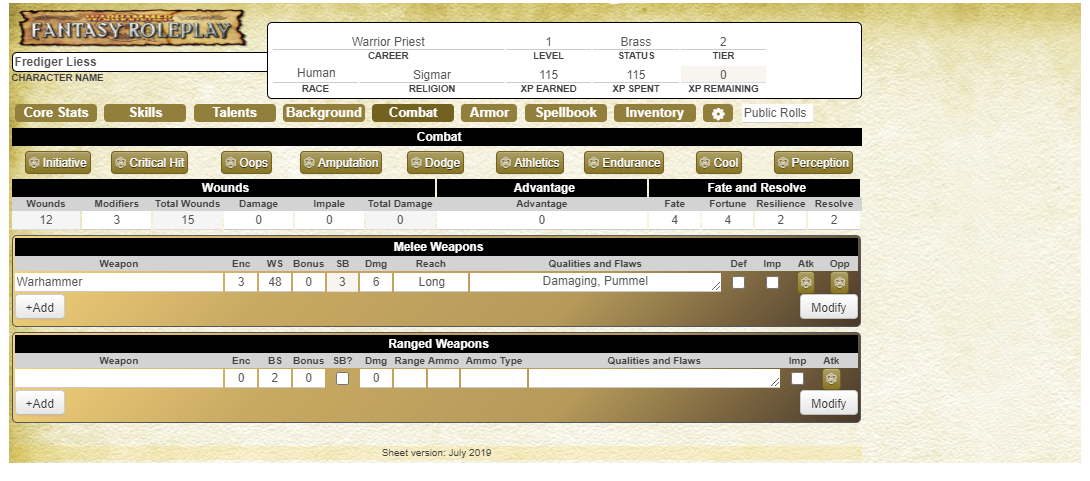 WARHAMMER
FANTASY ROLEPLAY
Warrior Priest 1 Brass 2
CAREER LEVEL STATUS TIER
Frediger Liess
CHARACTER NAME
Human Sigmar 115 115 0
RACE RELIGION XP EARNED XP SPENT XP REMAINING
Core Stats Skills Talents Background Combat Armor Spellbook Inventory Public Rolls
Combat
Initiative Critical Hit Oops Amputation Dodge Athletics Endurance Cool Perception
Wounds Advantage Fate and Resolve
Wounds Modifiers Total Wounds Damage Impale Total Damage Advantage Fate Fortune Resilience Resolve
12 3 15 0 0 0 0 4 4 2 2
Melee Weapons
Weapon Enc WS Bonus SB Dmg Reach Qualities and Flaws Def Imp Atk Opp
Warhammer 3 48 0 3 6 Long Damaging, Pummel
+Add Modify
Ranged Weapons
Weapon Enc BS Bonus SB? Dmg Range Ammo Ammo Type Qualities and Flaws Imp Atk
0 2 0 0
+Add Modify
Sheet version: July 2019